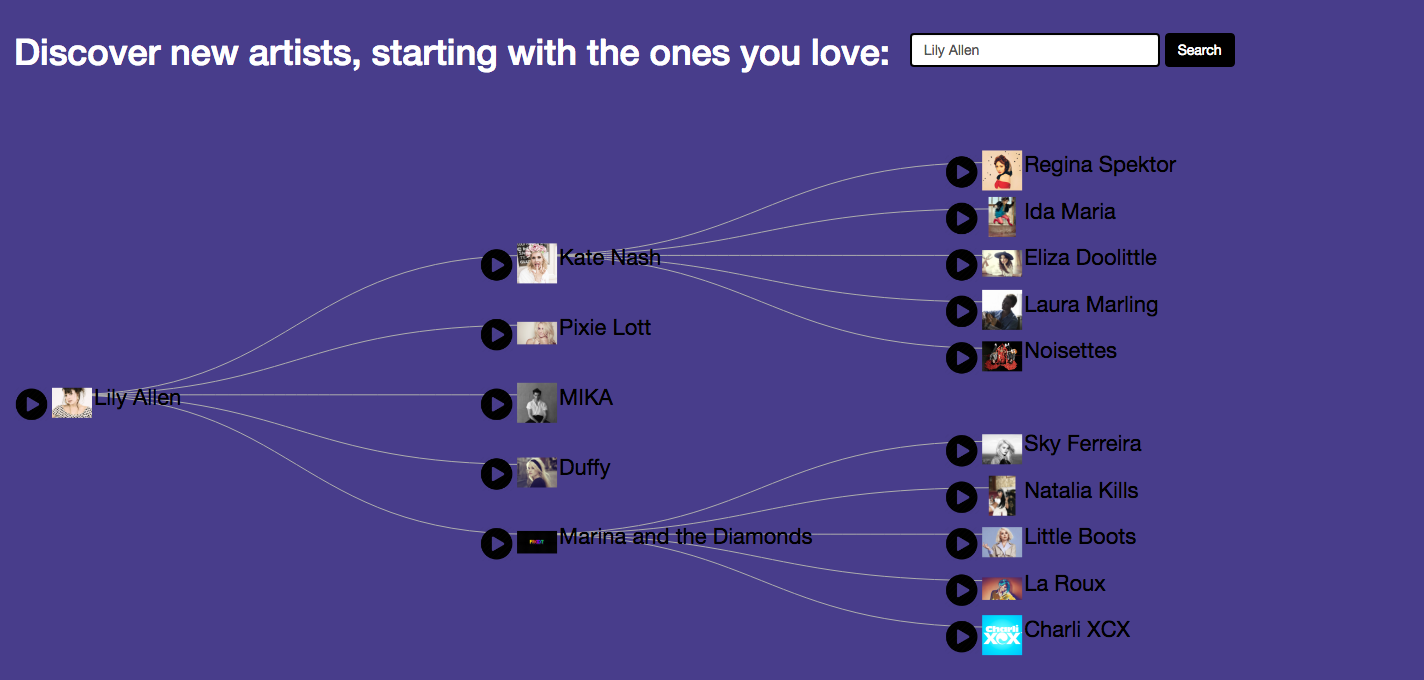 Discover new artists, starting with the ones you love:
Lily Allen
Search
Lily Allen
Kate Nash
Pixie Lott
MIKA
Duffy
Marina and the Diamonds
Regina Spektor
Ida Maria
Eliza Doolittle
Laura Marling
Noisettes
Sky Ferreira
Natalia Kills
Little Boots
La Roux
Charli XCX
Charli
XCX